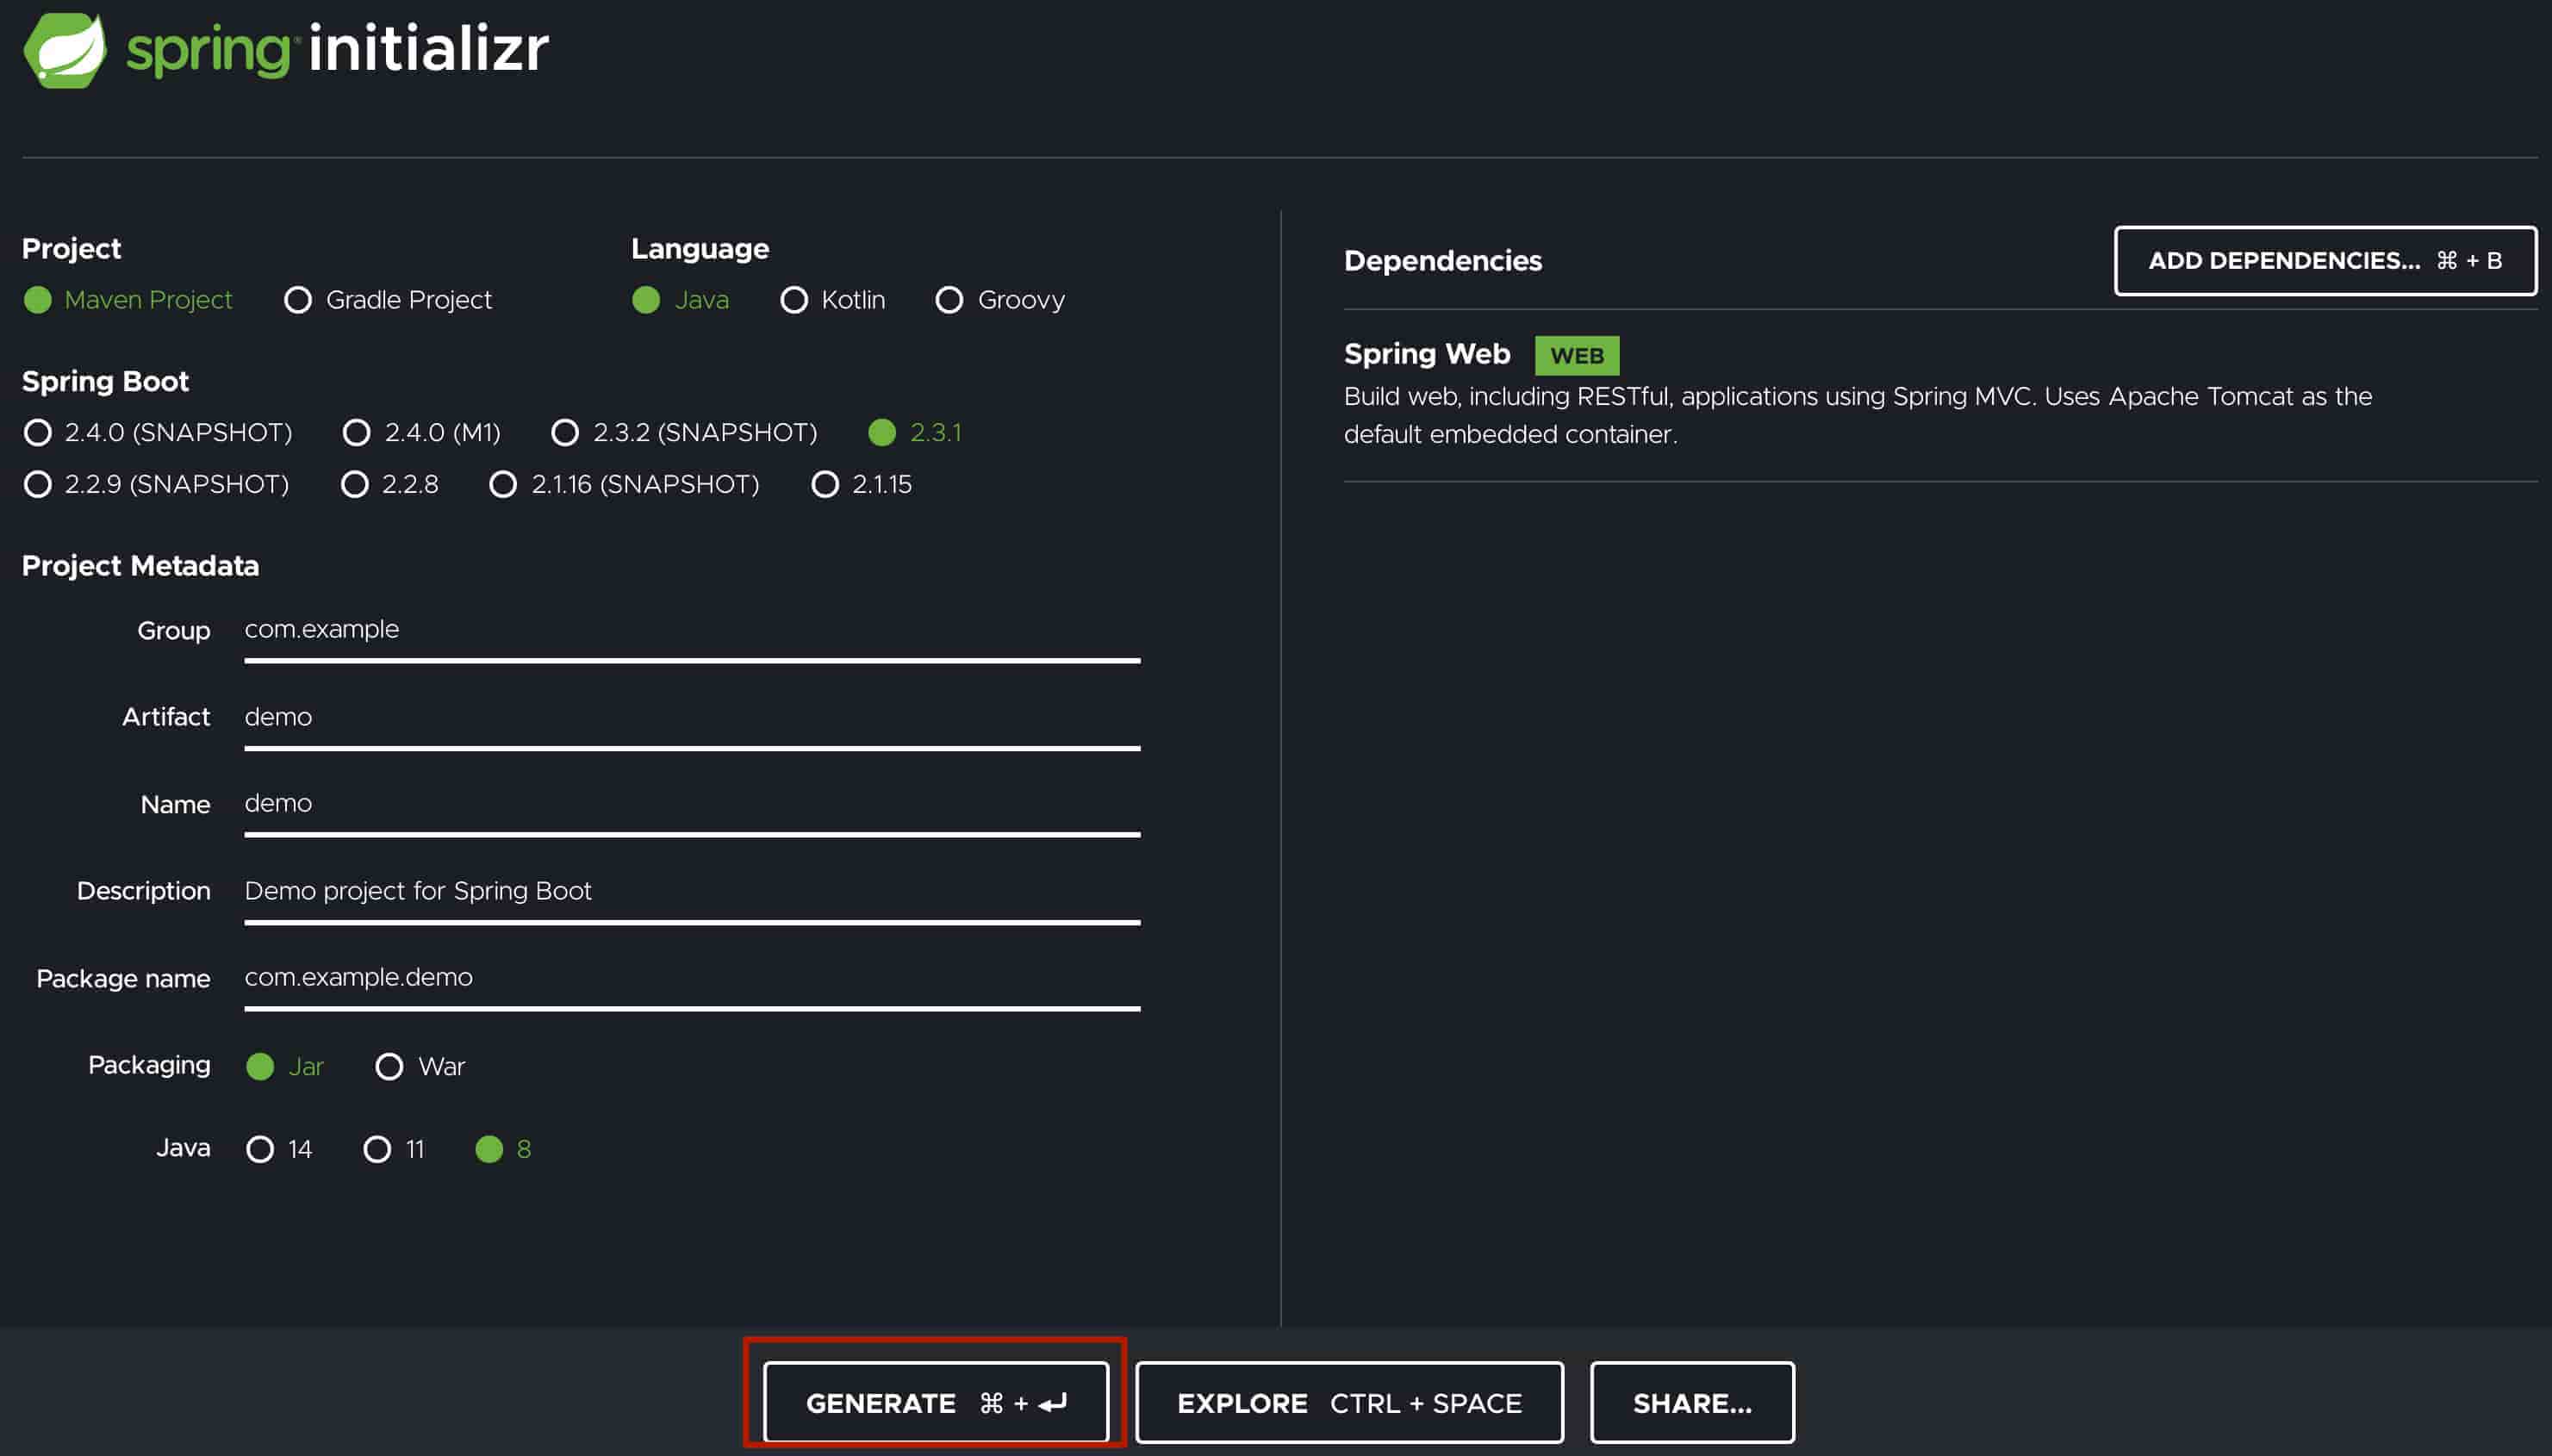 spring initializr
Project
Maven Project Gradle Project
Language
Java Kotlin Groovy
Spring Boot
2.4.0 (SNAPSHOT) 2.4.0 (M1) 2.3.2 (SNAPSHOT) 2.3.1
2.2.9 (SNAPSHOT) 2.2.8 2.1.16 (SNAPSHOT) 2.1.15
Project Metadata
Group com.example
Artifact demo
Name demo
Description Demo project for Spring Boot
Package name com.example.demo
Packaging Jar War
Java 14 11 8
Dependencies
ADD DEPENDENCIES... ⌘ + B
Spring Web WEB
Build web, including RESTful, applications using Spring MVC. Uses Apache Tomcat as the
default embedded container.
GENERATE ⌘ + ↵
EXPLORE CTRL + SPACE
SHARE...